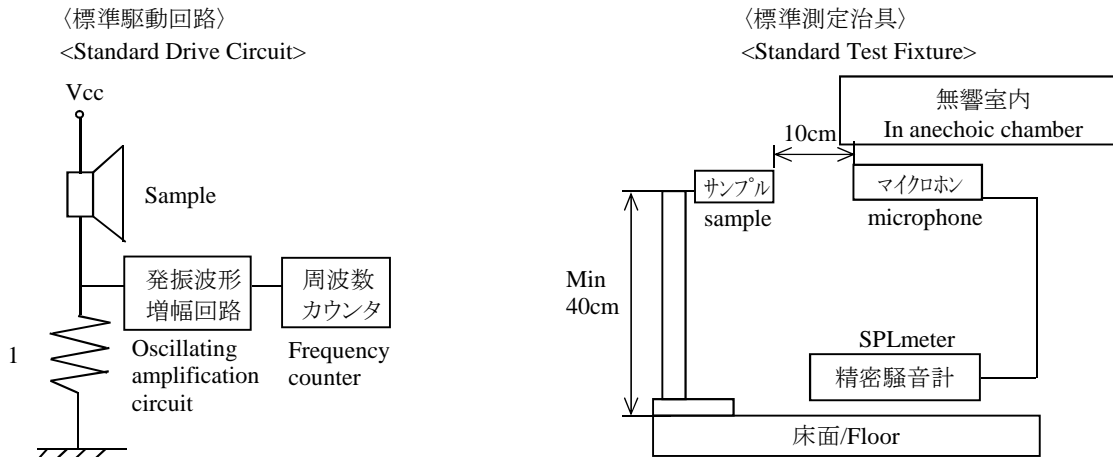 〈標準駆動回路〉
<Standard Drive Circuit>
Vcc
Sample
発振波形
増幅回路
Oscillating
amplification
circuit
周波数
カウンタ
Frequency
counter
1
〈標準測定治具〉
<Standard Test Fixture>
無響室内
In anechoic chamber
10cm
サンプル
sample
マイクロホン
microphone
Min
40cm
SPLmeter
精密騒音計
床面/Floor